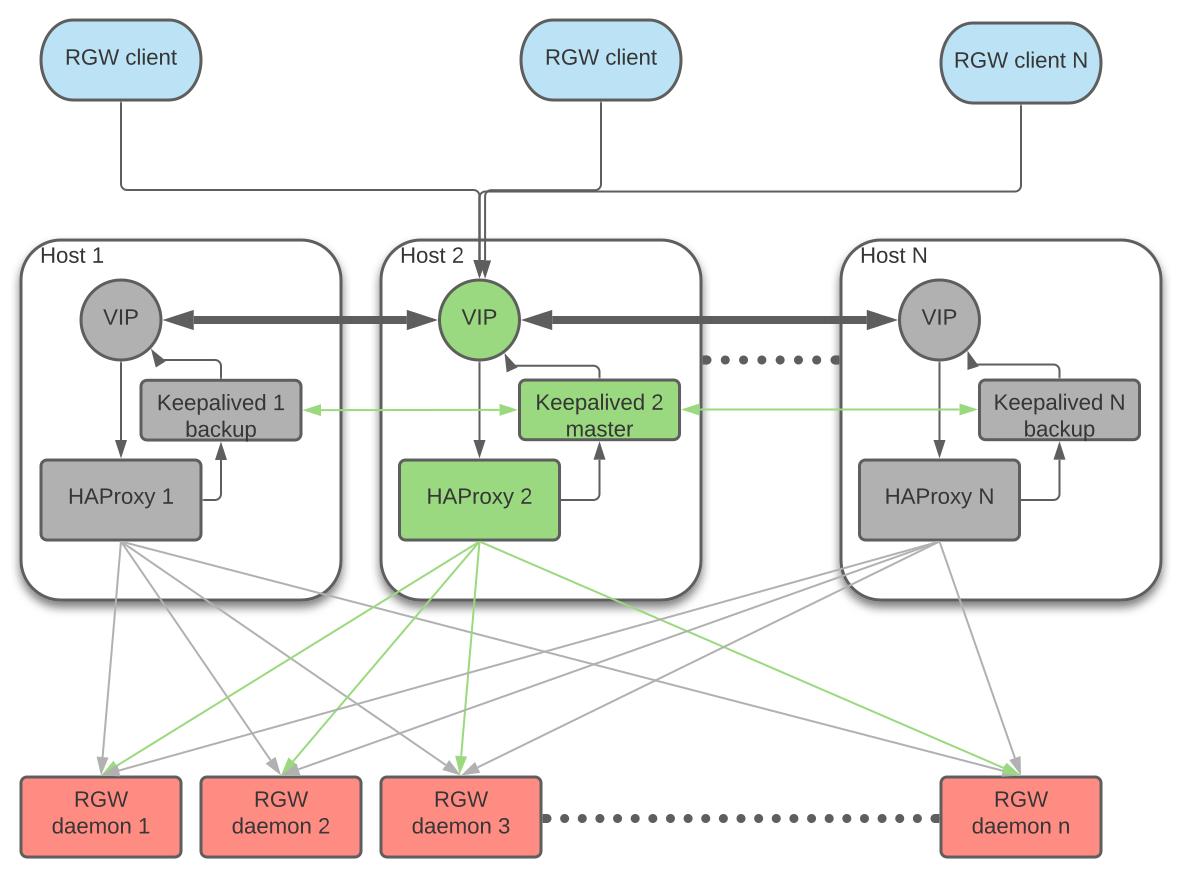 RGW client
RGW client
RGW client N
Host 1
Host 2
Host N
VIP
VIP
VIP
Keepalived 1
backup
Keepalived 2
master
Keepalived N
backup
HAProxy 1
HAProxy 2
HAProxy N
RGW
daemon 1
RGW
daemon 2
RGW
daemon 3
RGW
daemon n